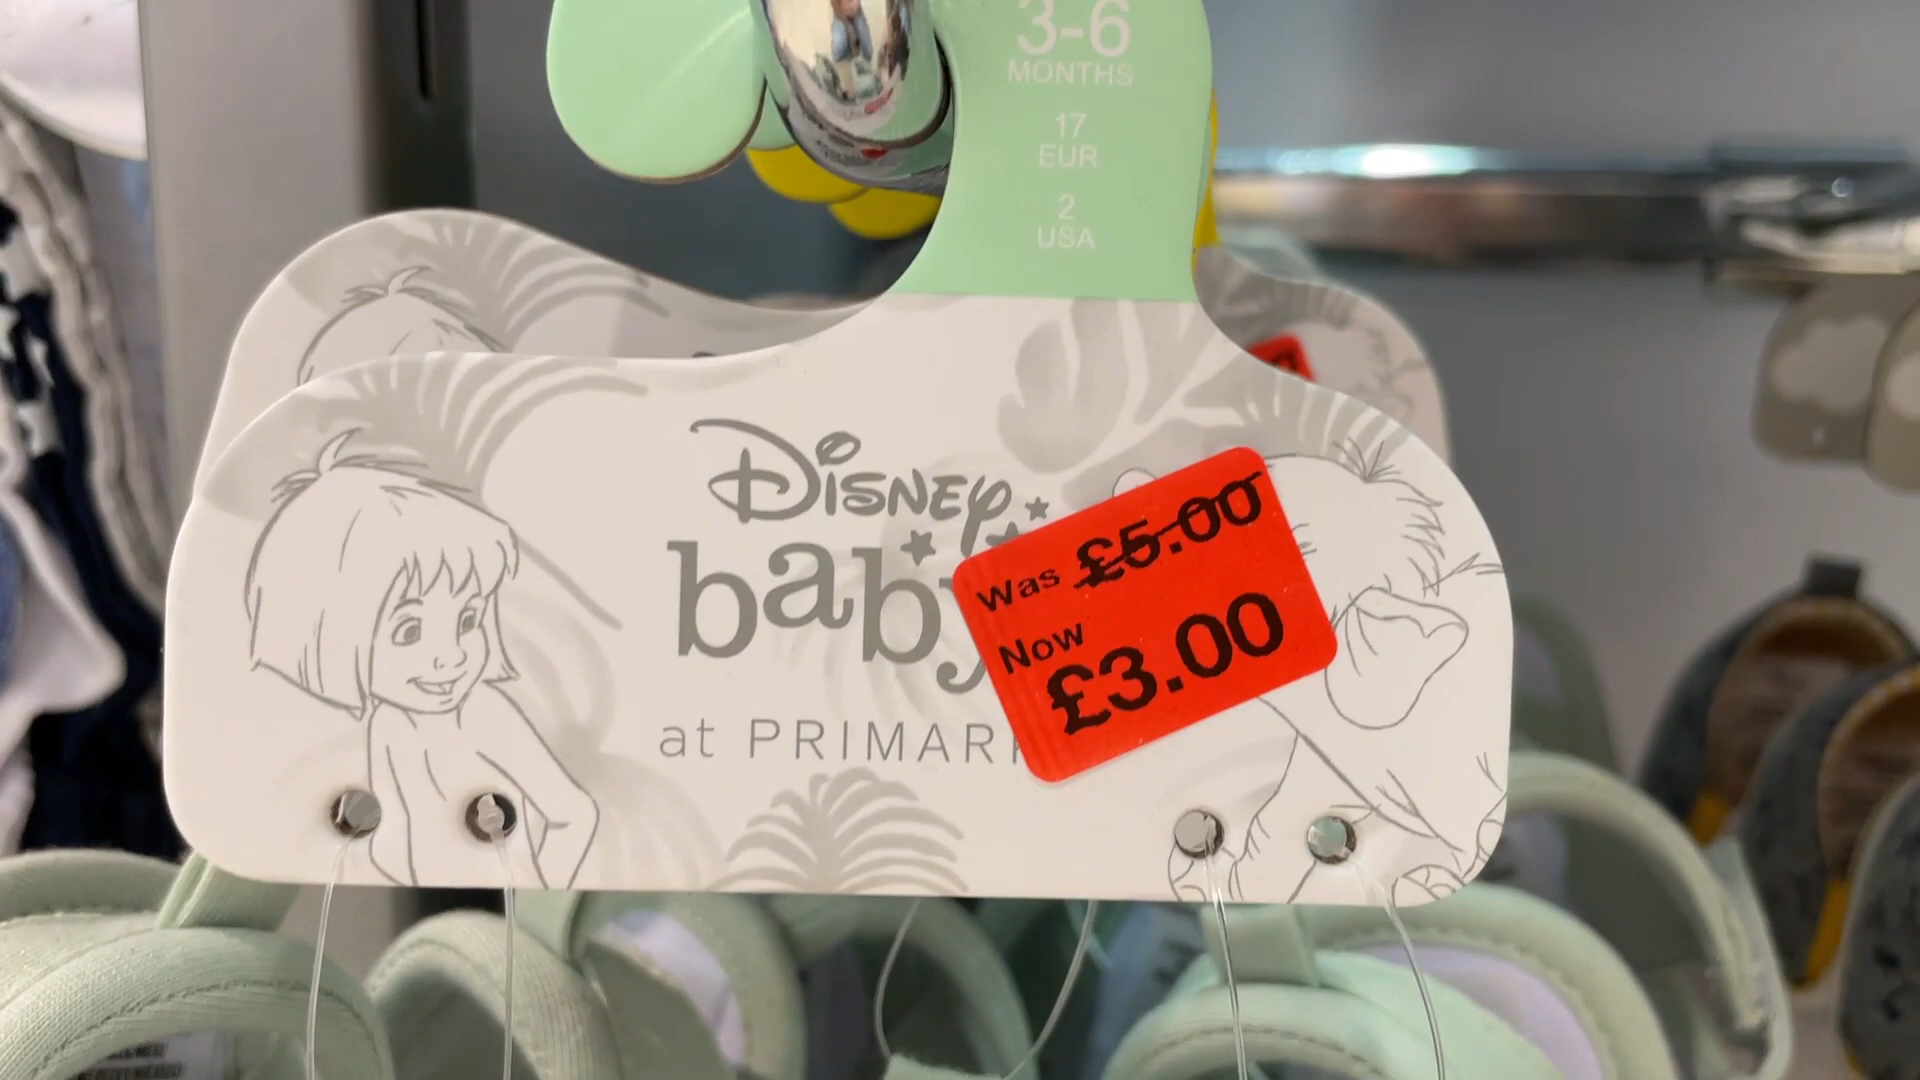 3-6
MONTHS
17
EUR
2
USA
Disney
baby
at PRIMARK
Was £5.00
Now
£3.00